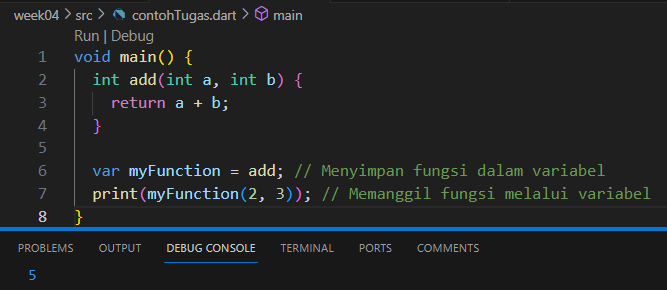 week04 > src > contohTugas.dart > main
Run | Debug
1 void main() {
2   int add(int a, int b) {
3     return a + b;
4   }
5
6   var myFunction = add; // Menyimpan fungsi dalam variabel
7   print(myFunction(2, 3)); // Memanggil fungsi melalui variabel
8 }
PROBLEMS OUTPUT DEBUG CONSOLE TERMINAL PORTS COMMENTS
5